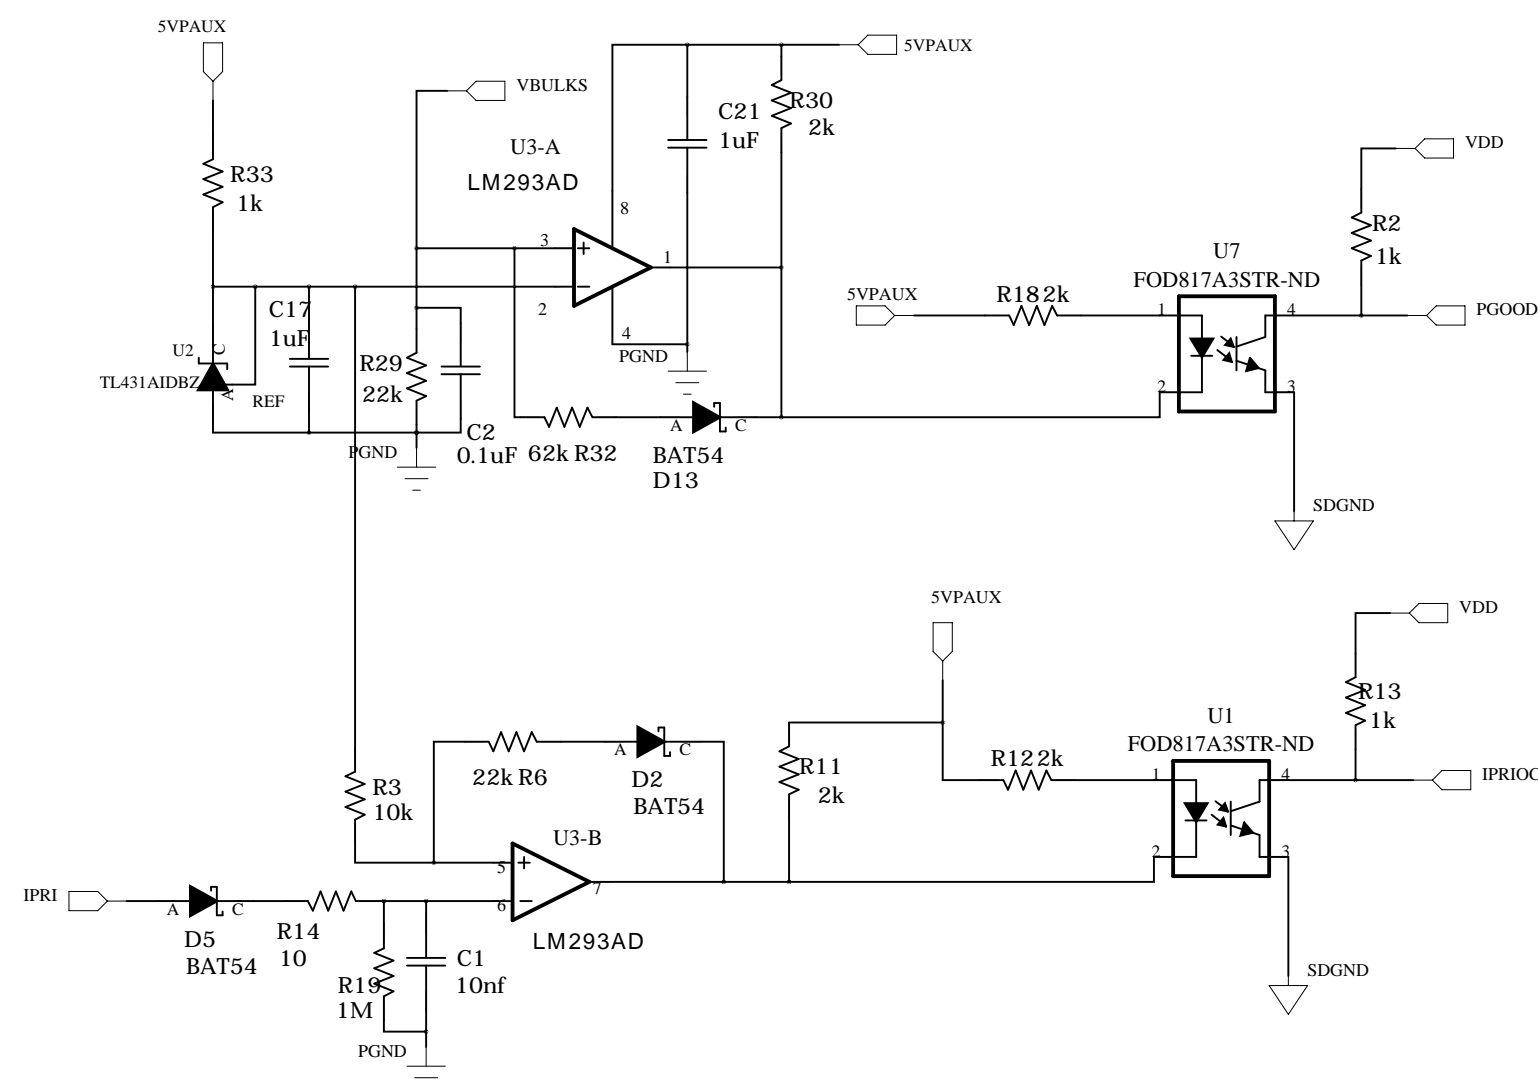 5VPAUX
R33
1k
VBULKS
U3-A
LM293AD
8
3
1
2
4
PGND
C21
1uF
R30
2k
5VPAUX
VDD
R2
1k
U7
FOD817A3STR-ND
5VPAUX
R18 2k
1
4
PGOOD
2
3
SDGND
C17
1uF
U2
C
TL431AIDBZ
A
REF
R29
22k
C2
0.1uF
PGND
62k R32
A
C
BAT54
D13
5VPAUX
VDD
R13
1k
U1
FOD817A3STR-ND
R12 2k
1
4
IPRIOC
2
3
SDGND
R11
2k
A
C
22k R6
D2
BAT54
R3
10k
U3-B
5
7
6
LM293AD
IPRI
A
C
D5
BAT54
R14
10
R19
1M
C1
10nf
PGND